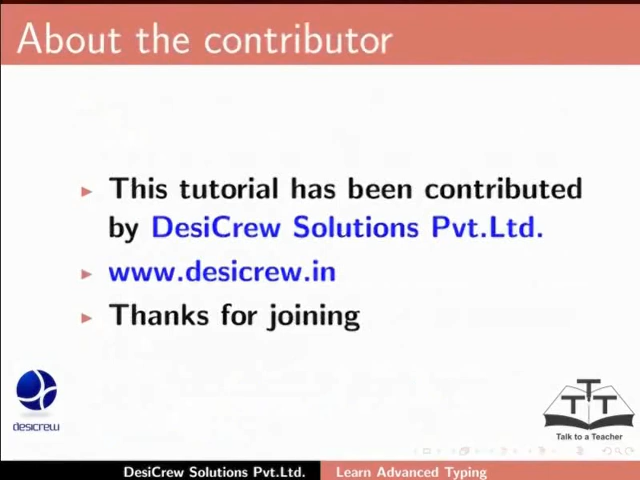 About the contributor
This tutorial has been contributed
by DesiCrew Solutions Pvt.Ltd.
www.desicrew.in
Thanks for joining
desicrew
TTT
Talk to a Teacher
DesiCrew Solutions Pvt.Ltd. Learn Advanced Typing